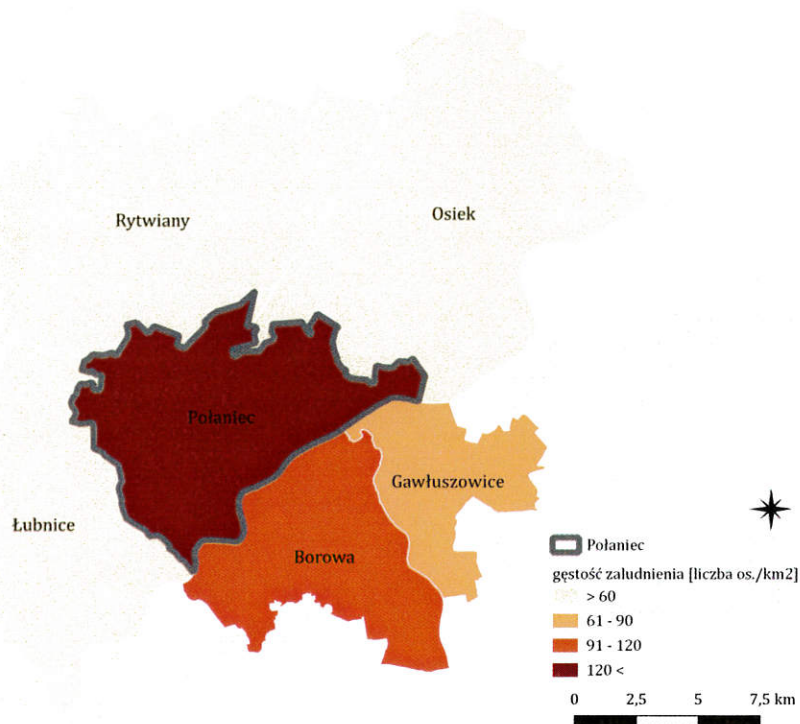 Rytwiany
Osiek
Połaniec
Gawłuszowice
Łubnice
Borowa
Połaniec
gęstość zaludnienia [liczba os./km2]
> 60
61 - 90
91 - 120
120 <
0 2,5 5 7,5 km